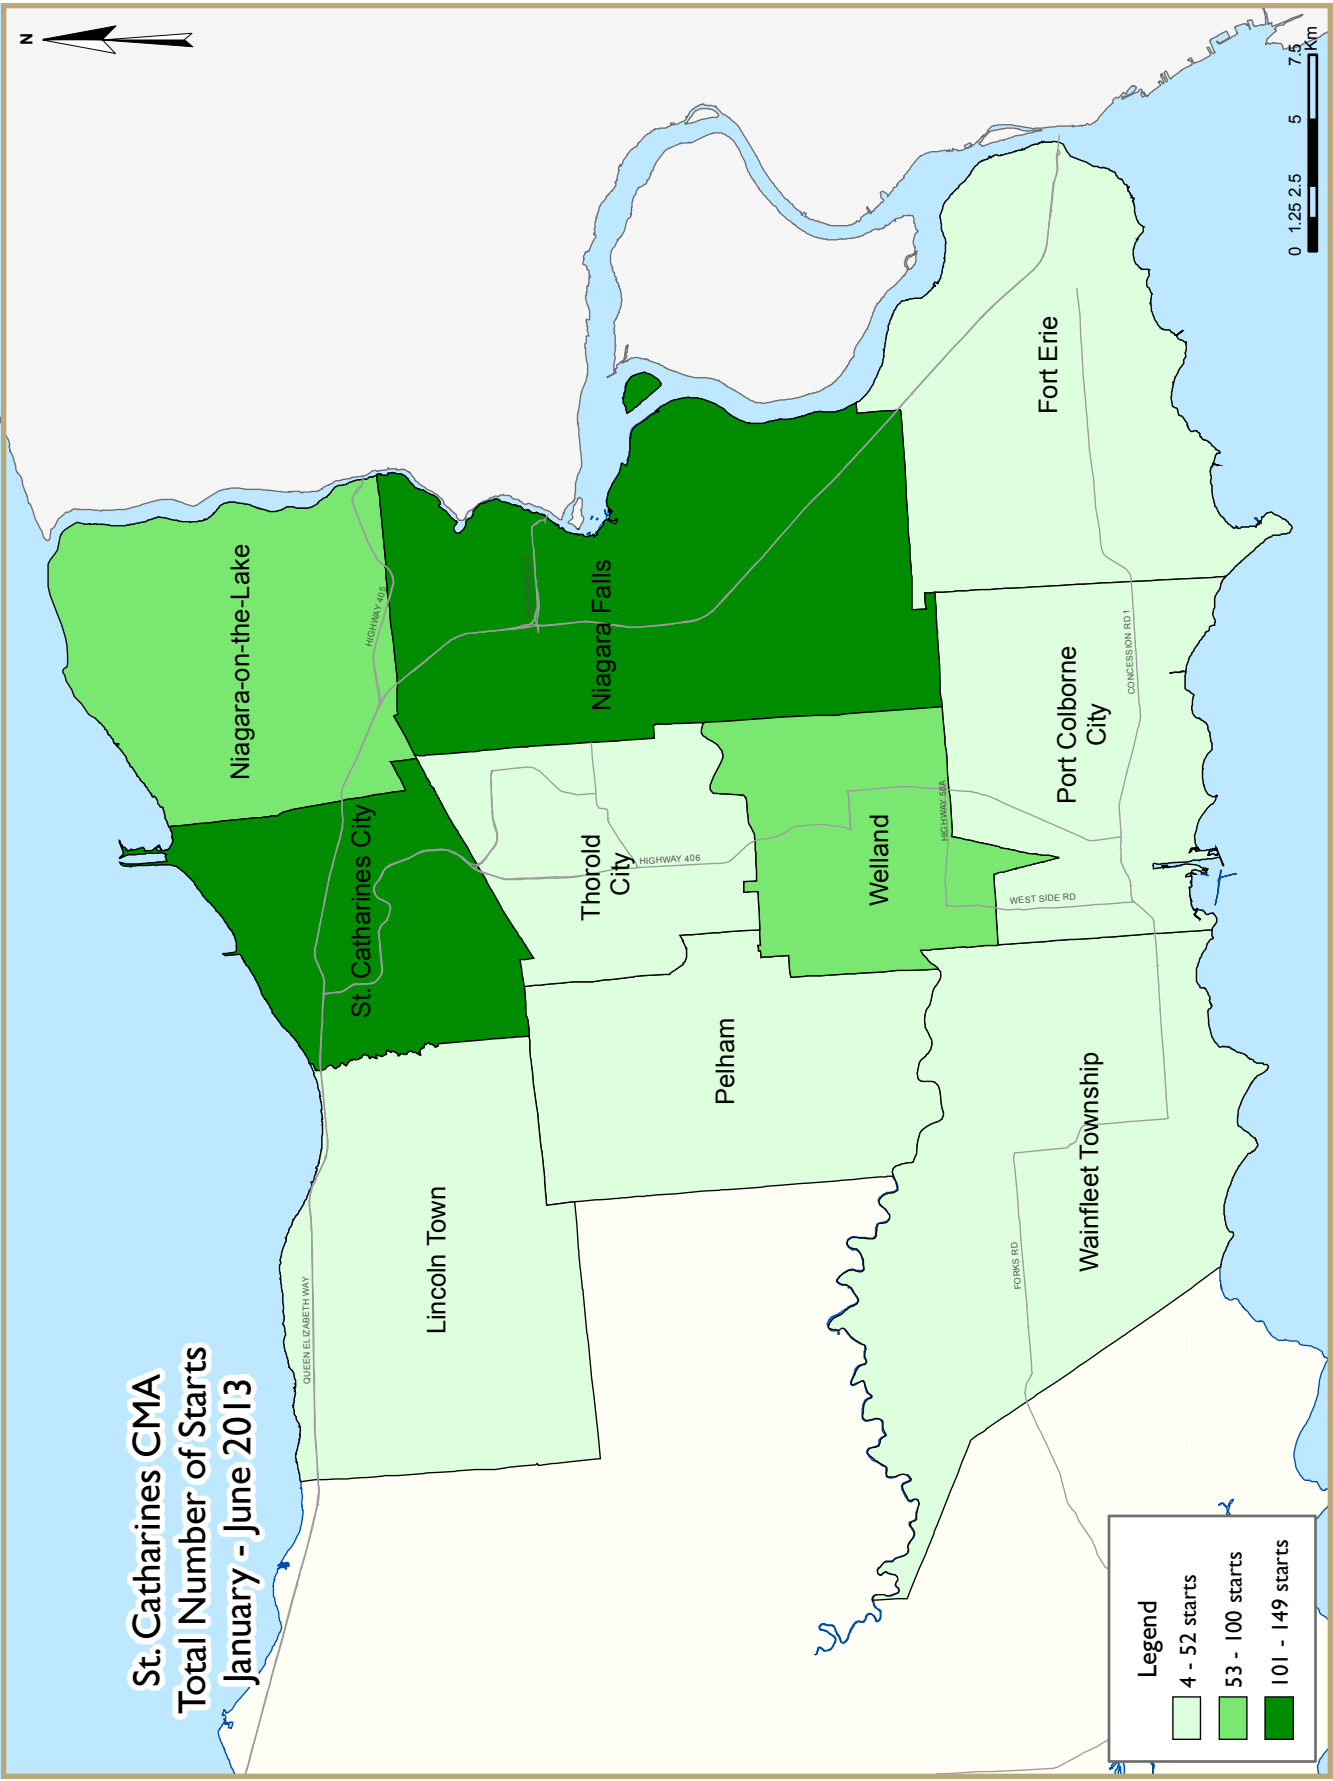 St. Catharines CMA
Total Number of Starts
January - June 2013
N
Niagara-on-the-Lake
HIGHWAY 405
St. Catharines City
QUEEN ELIZABETH WAY
Lincoln Town
Niagara Falls
Thorold
City
HIGHWAY 406
Pelham
Welland
HIGHWAY 58A
WEST SIDE RD
Port Colborne
City
CONCESSION RD 1
Fort Erie
Wainfleet Township
FORKS RD
Legend
4 - 52 starts
53 - 100 starts
101 - 149 starts
0 1.25 2.5 5 7.5
Km